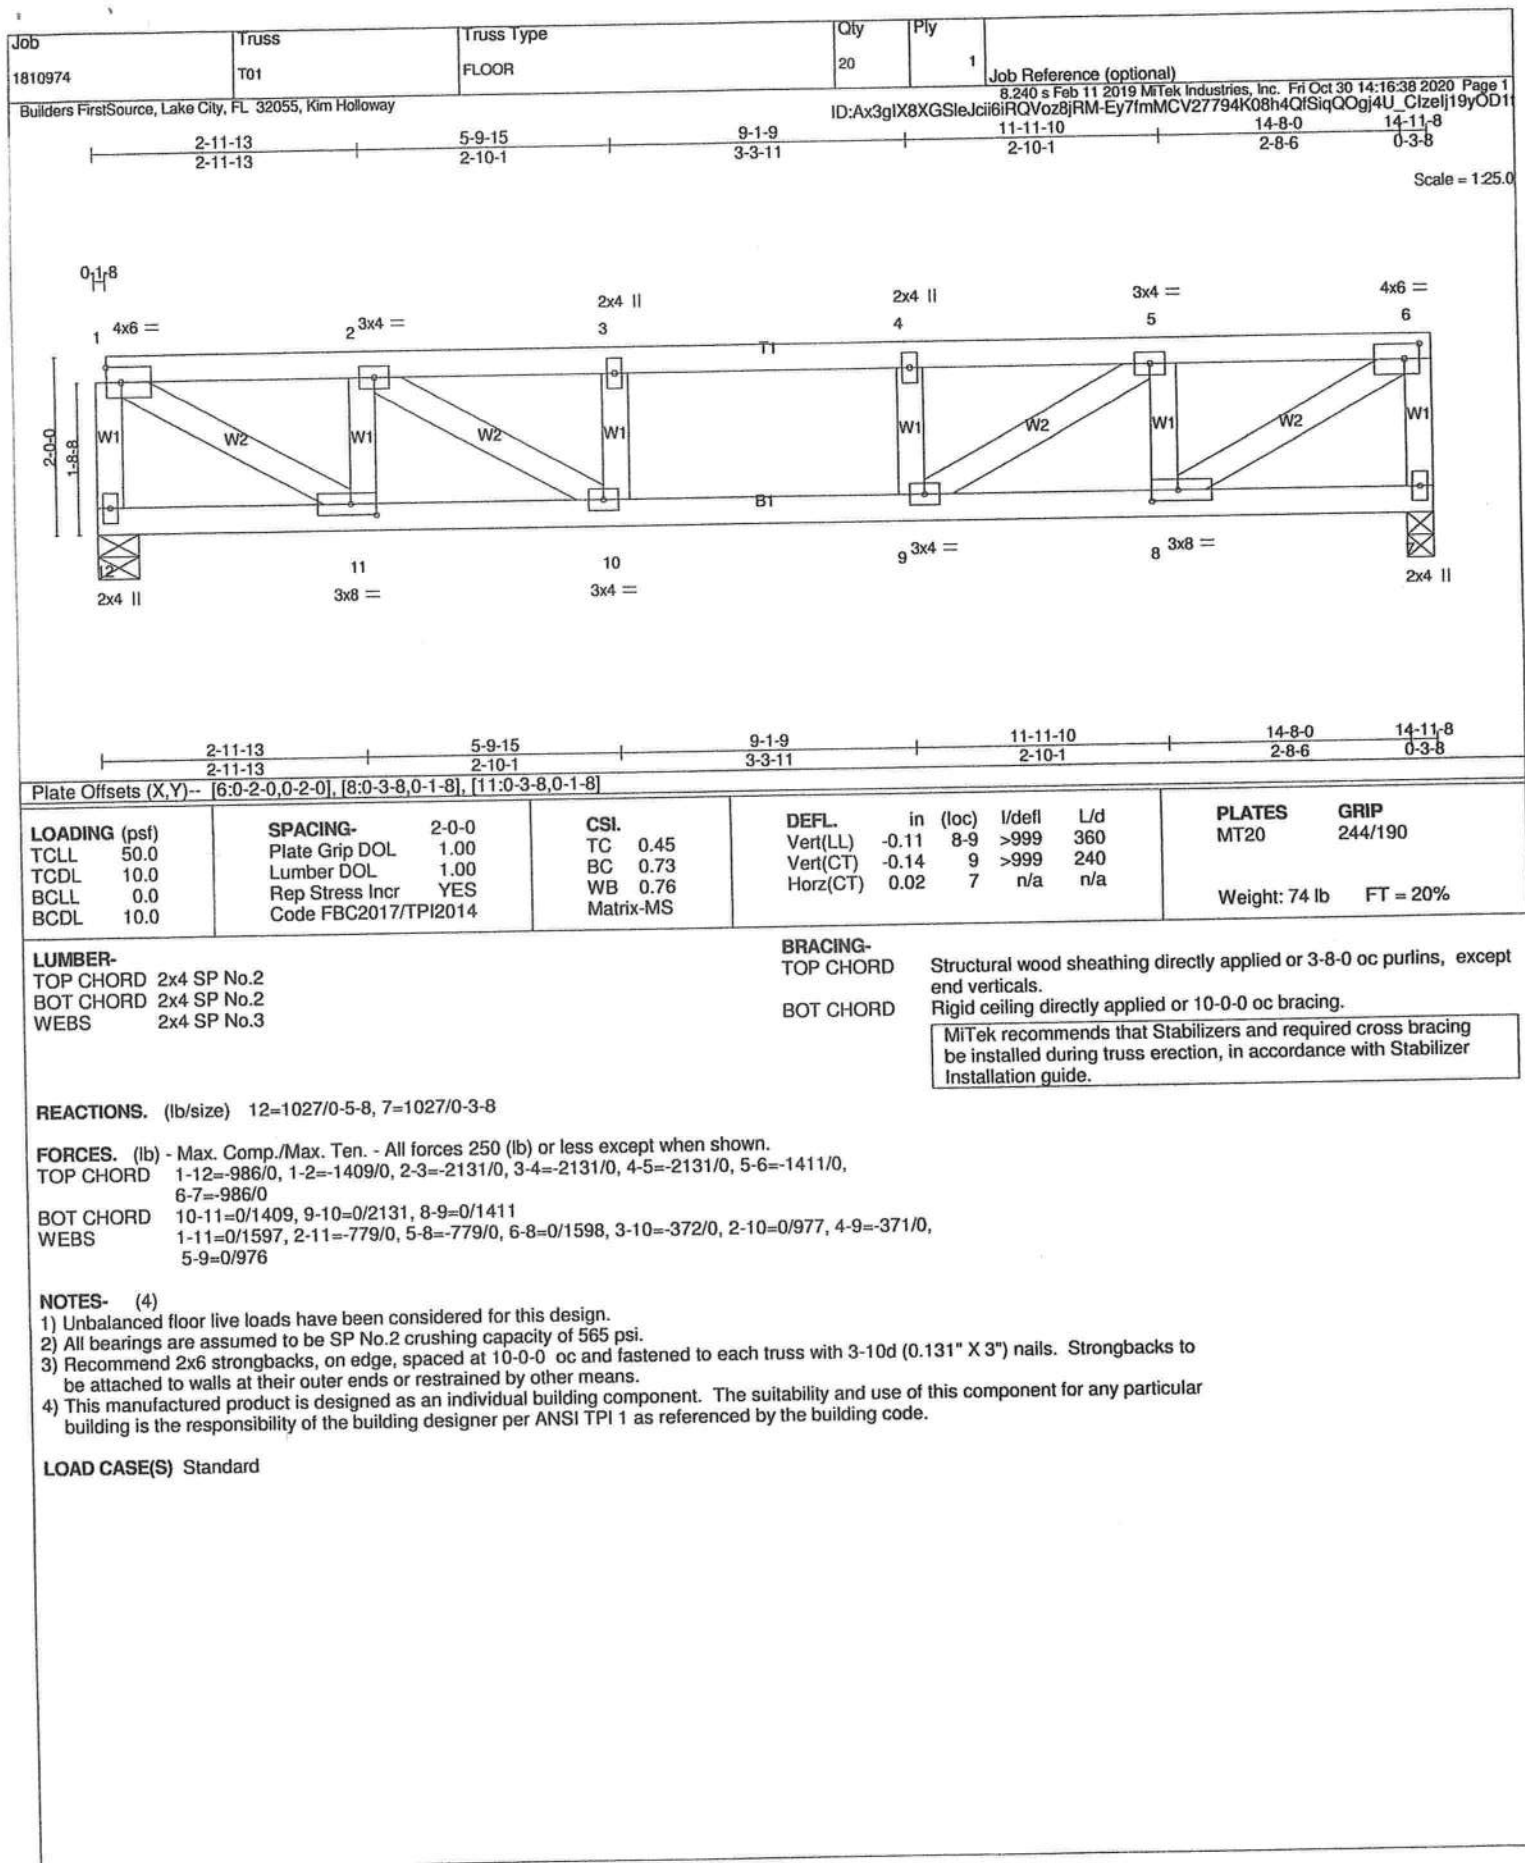 Job Truss Truss Type Qty Ply
1810974 T01 FLOOR 20 1
Job Reference (optional)
Builders FirstSource, Lake City, FL 32055, Kim Holloway
8.240 s Feb 11 2019 MiTek Industries, Inc. Fri Oct 30 14:16:38 2020 Page 1
ID:Ax3gIX8XGSleJcii6iRQVoz8jRM-Ey7fmMCV27794K08h4QfSiqQOgj4U_CIzeIj19yOD1f
2-11-13 5-9-15 9-1-9 11-11-10 14-8-0 14-11-8
2-11-13 2-10-1 3-3-11 2-10-1 2-8-6 0-3-8
Scale = 1:25.0
0-1-8
1 4x6 = 2 3x4 = 2x4 || 3 2x4 || 4 3x4 = 5 4x6 = 6
T1
2-0-0
1-8-8
W1 W2 W1 W2 W1 W1 W2 W1 W2 W1
B1
12 11 10 9 3x4 = 8 3x8 = 7
2x4 || 3x8 = 3x4 = 2x4 ||
2-11-13 5-9-15 9-1-9 11-11-10 14-8-0 14-11-8
2-11-13 2-10-1 3-3-11 2-10-1 2-8-6 0-3-8
Plate Offsets (X,Y)-- [6:0-2-0,0-2-0], [8:0-3-8,0-1-8], [11:0-3-8,0-1-8]
LOADING (psf)
TCLL 50.0
TCDL 10.0
BCLL 0.0
BCDL 10.0
SPACING- 2-0-0
Plate Grip DOL 1.00
Lumber DOL 1.00
Rep Stress Incr YES
Code FBC2017/TPI2014
CSI.
TC 0.45
BC 0.73
WB 0.76
Matrix-MS
DEFL. in (loc) l/defl L/d
Vert(LL) -0.11 8-9 >999 360
Vert(CT) -0.14 9 >999 240
Horz(CT) 0.02 7 n/a n/a
PLATES GRIP
MT20 244/190
Weight: 74 lb FT = 20%
LUMBER-
TOP CHORD 2x4 SP No.2
BOT CHORD 2x4 SP No.2
WEBS 2x4 SP No.3
BRACING-
TOP CHORD Structural wood sheathing directly applied or 3-8-0 oc purlins, except
end verticals.
BOT CHORD Rigid ceiling directly applied or 10-0-0 oc bracing.
MiTek recommends that Stabilizers and required cross bracing
be installed during truss erection, in accordance with Stabilizer
Installation guide.
REACTIONS. (lb/size) 12=1027/0-5-8, 7=1027/0-3-8
FORCES. (lb) - Max. Comp./Max. Ten. - All forces 250 (lb) or less except when shown.
TOP CHORD 1-12=-986/0, 1-2=-1409/0, 2-3=-2131/0, 3-4=-2131/0, 4-5=-2131/0, 5-6=-1411/0,
6-7=-986/0
BOT CHORD 10-11=0/1409, 9-10=0/2131, 8-9=0/1411
WEBS 1-11=0/1597, 2-11=-779/0, 5-8=-779/0, 6-8=0/1598, 3-10=-372/0, 2-10=0/977, 4-9=-371/0,
5-9=0/976
NOTES- (4)
1) Unbalanced floor live loads have been considered for this design.
2) All bearings are assumed to be SP No.2 crushing capacity of 565 psi.
3) Recommend 2x6 strongbacks, on edge, spaced at 10-0-0 oc and fastened to each truss with 3-10d (0.131" X 3") nails. Strongbacks to
be attached to walls at their outer ends or restrained by other means.
4) This manufactured product is designed as an individual building component. The suitability and use of this component for any particular
building is the responsibility of the building designer per ANSI TPI 1 as referenced by the building code.
LOAD CASE(S) Standard